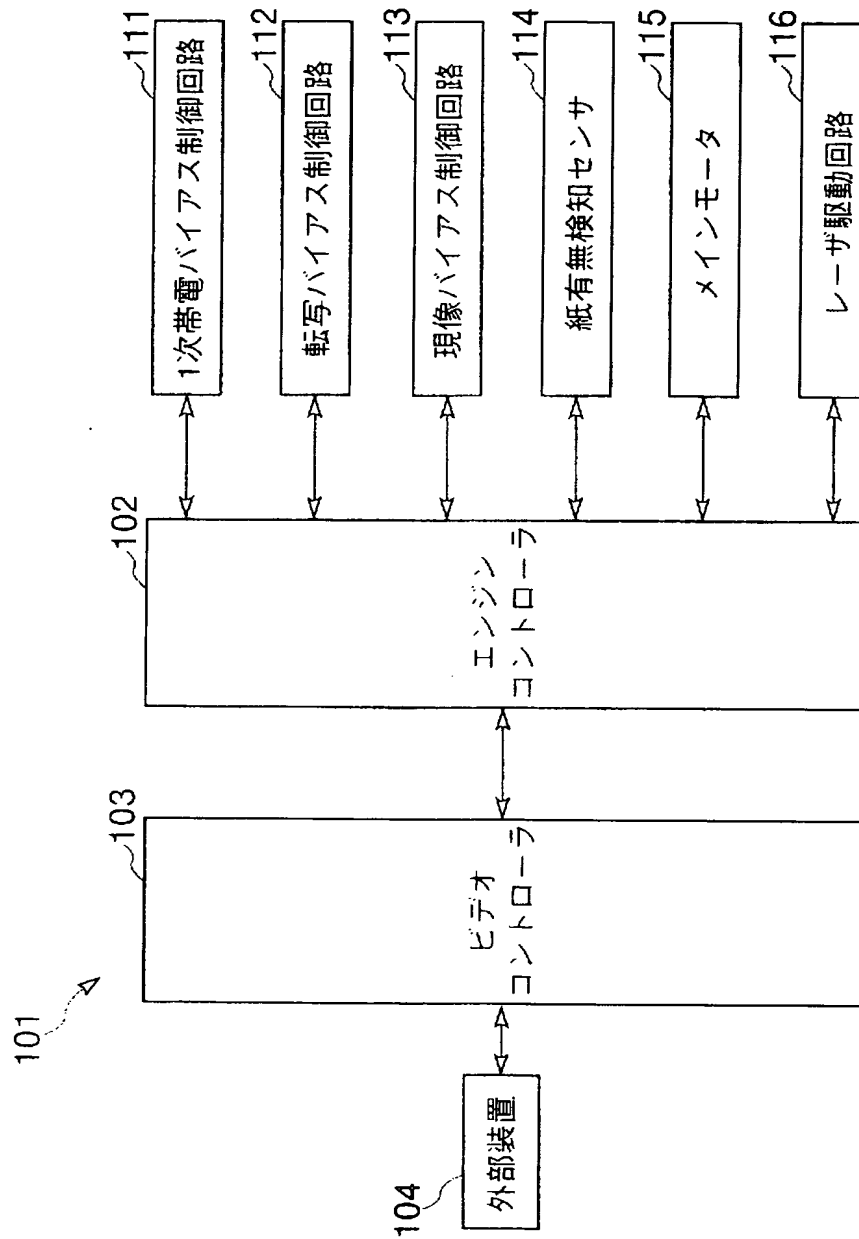 101
104
外部装置
103
ビデオ
コントローラ
102
エンジン
コントローラ
111
1次帯電バイアス制御回路
112
転写バイアス制御回路
113
現像バイアス制御回路
114
紙有無検知センサ
115
メインモータ
116
レーザ駆動回路